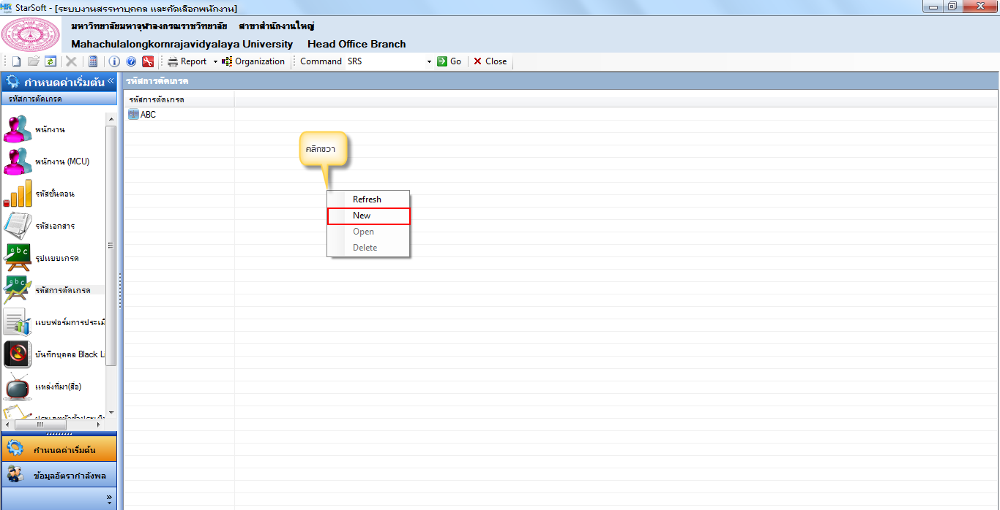 StarSoft - [ระบบงานสรรหาบุคคล และคัดเลือกพนักงาน]
มหาวิทยาลัยมหาจุฬาลงกรณราชวิทยาลัย สาขาสำนักงานใหญ่
Mahachulalongkornrajavidyalaya University Head Office Branch
Report Organization Command SRS Go Close
กำหนดค่าเริ่มต้น
รหัสการตัดเกรด
รหัสการตัดเกรด
รหัสการตัดเกรด
ABC
พนักงาน
พนักงาน (MCU)
รหัสขั้นตอน
รหัสเอกสาร
รูปแบบเกรด
รหัสการตัดเกรด
แบบฟอร์มการประเมิ
บันทึกบุคคล Black Li
แหล่งที่มา(สื่อ)
คลิกขวา
Refresh
New
Open
Delete
กำหนดค่าเริ่มต้น
ข้อมูลอัตรากำลังพล